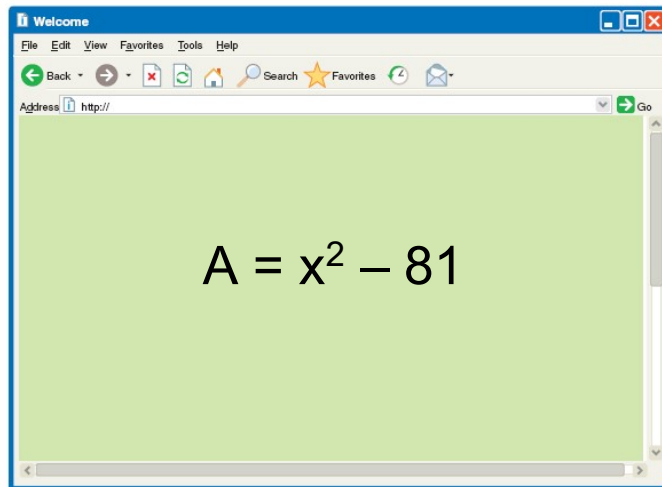 Welcome
File Edit View Favorites Tools Help
Back Search Favorites
Address http:// Go
A = x² – 81